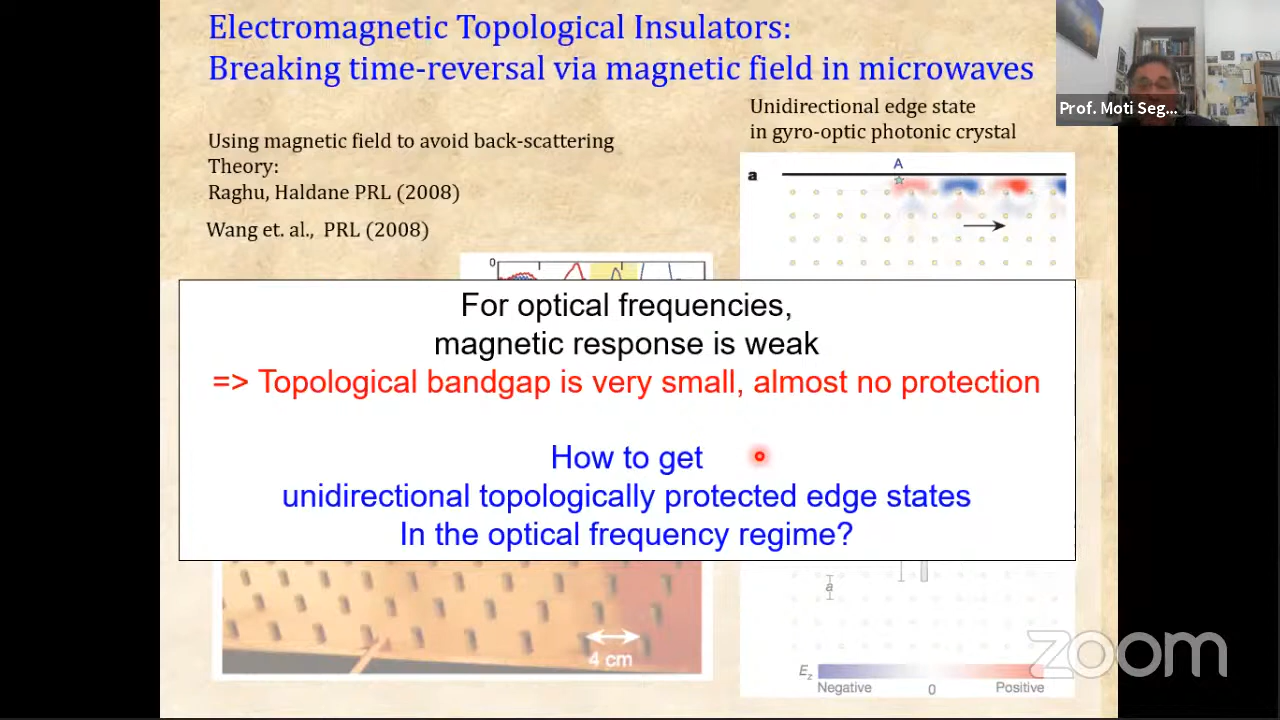 Electromagnetic Topological Insulators:
Breaking time-reversal via magnetic field in microwaves
Prof. Moti Seg...
Using magnetic field to avoid back-scattering
Theory:
Raghu, Haldane PRL (2008)
Wang et. al., PRL (2008)
Unidirectional edge state
in gyro-optic photonic crystal
a
A
0
For optical frequencies,
magnetic response is weak
=> Topological bandgap is very small, almost no protection
How to get
unidirectional topologically protected edge states
In the optical frequency regime?
a
4 cm
Ez
Negative 0 Positive
zoom